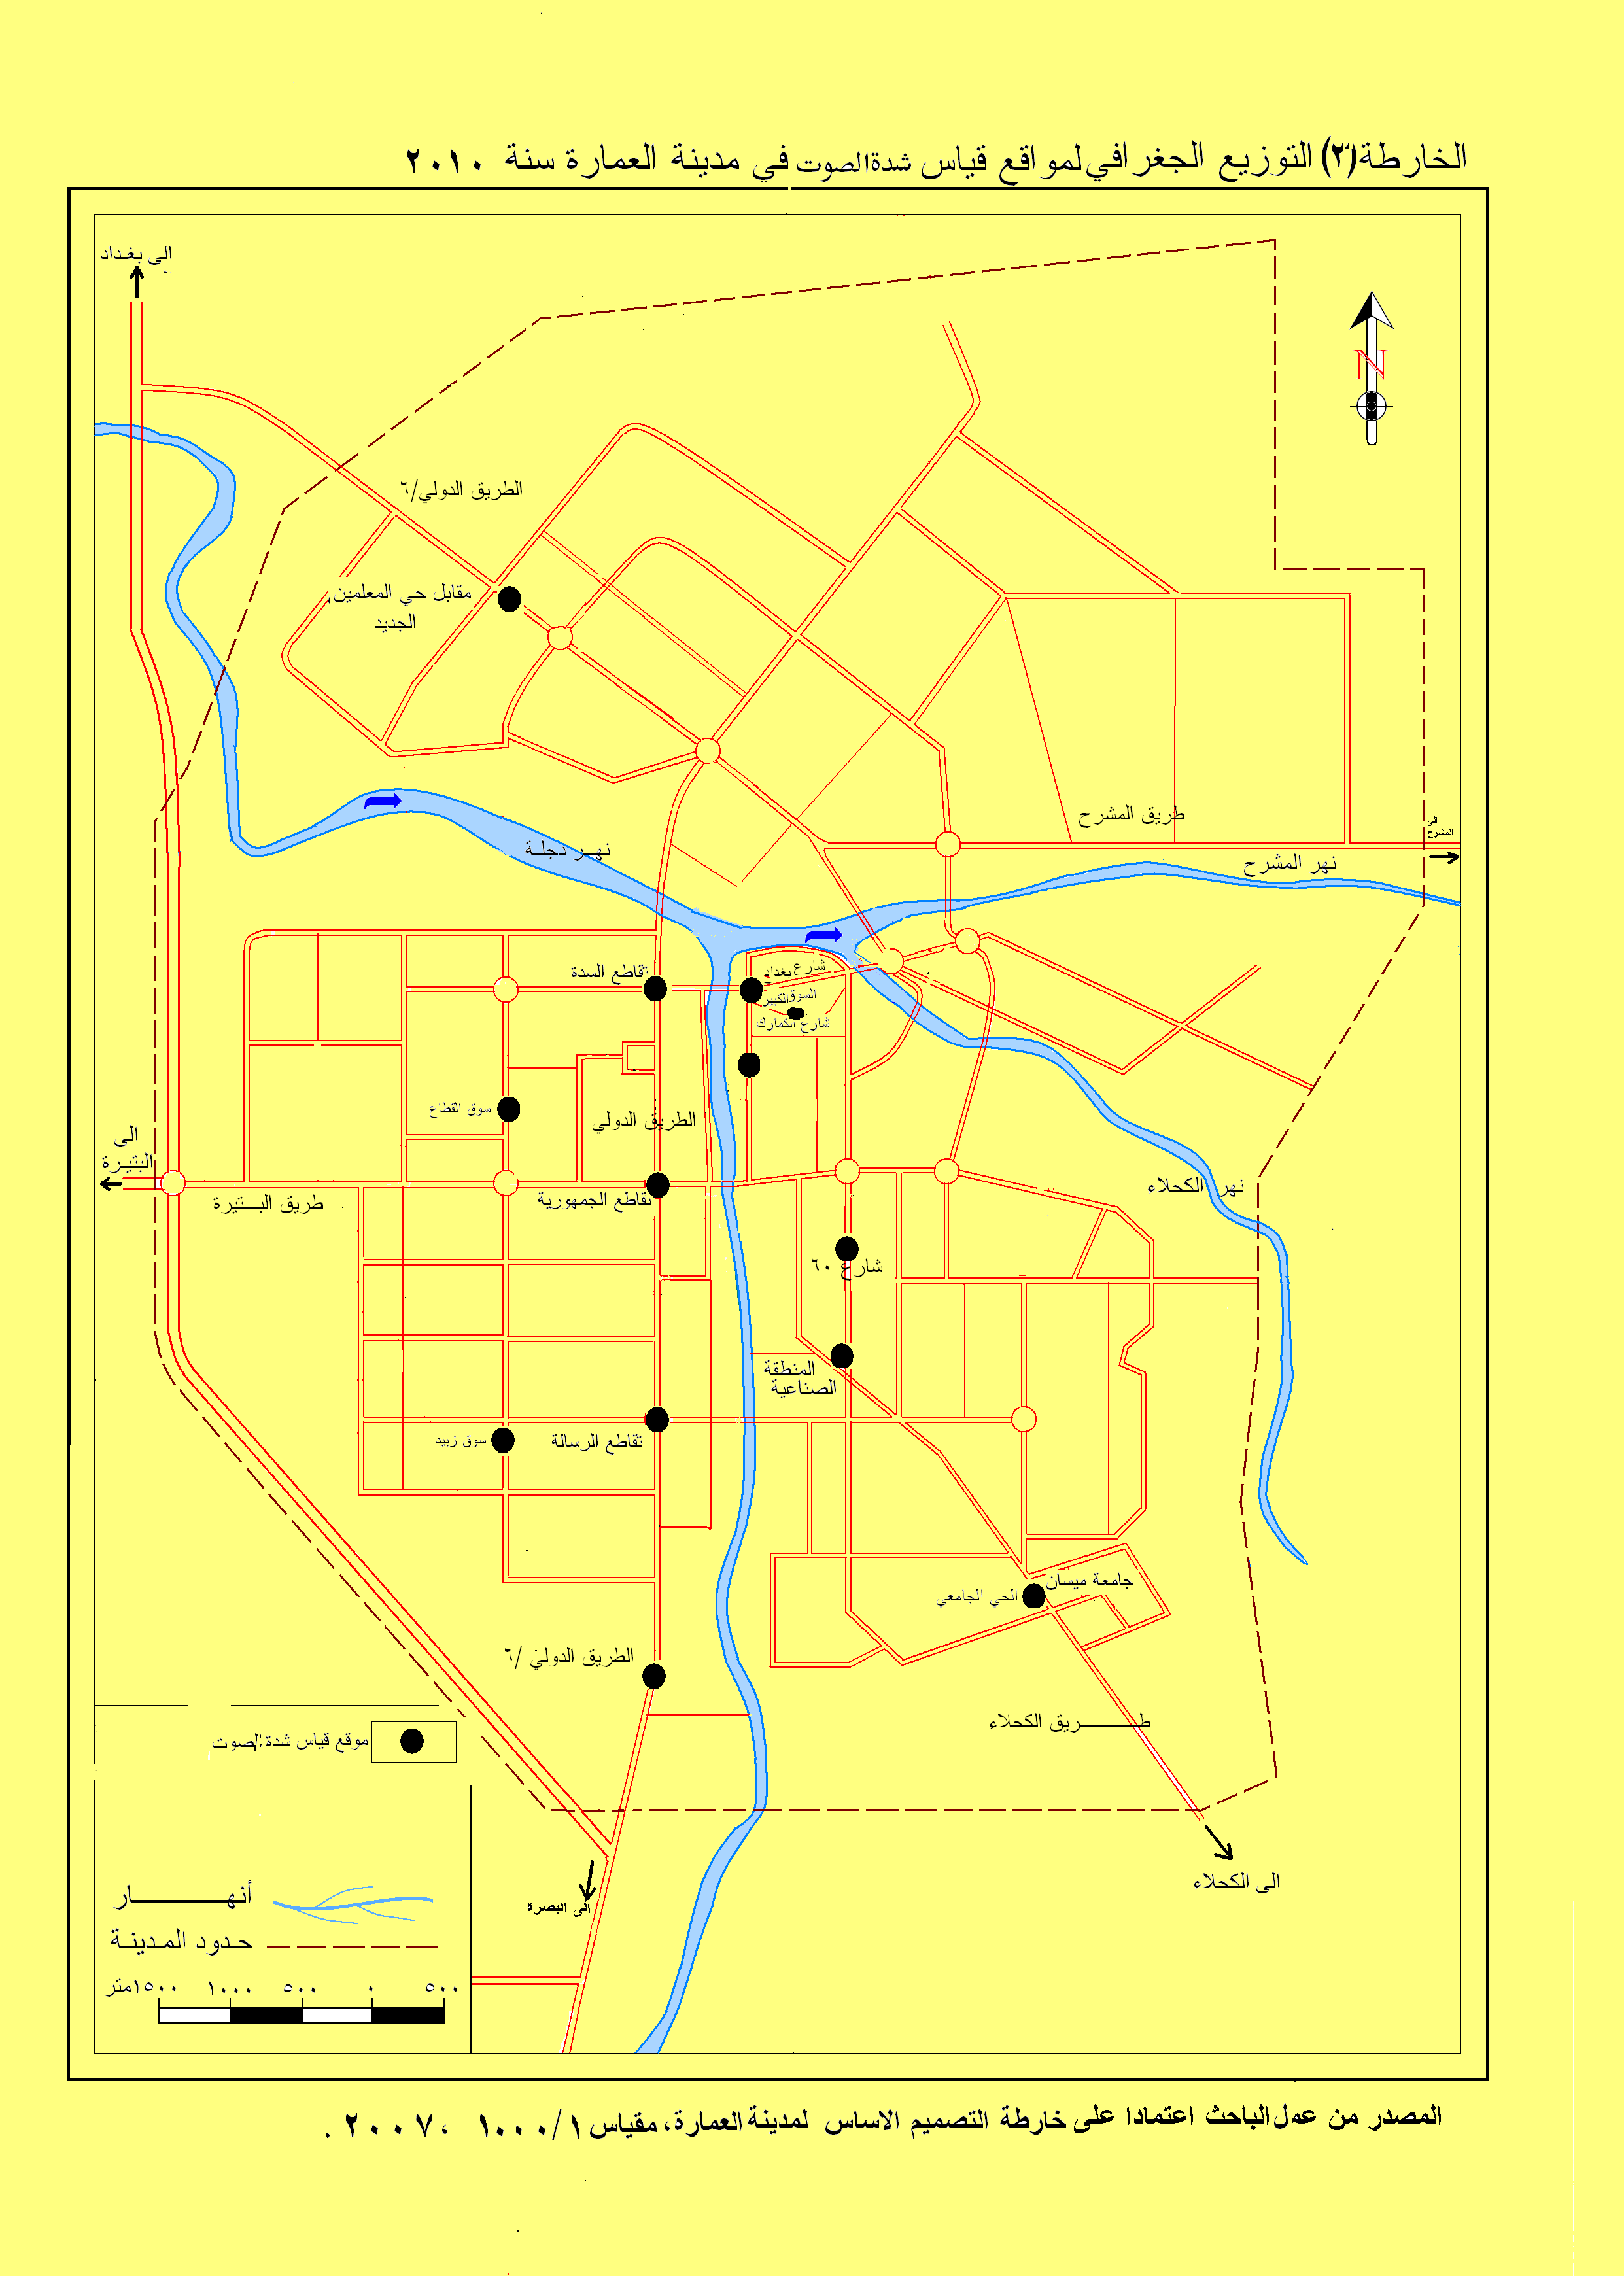 الخارطة(٣) التوزيع الجغرافي لمواقع قياس شدة الصوت في مدينة العمارة سنة ٢٠١٠
الى بغداد
N
الطريق الدولي/٦
مقابل حي المعلمين
الجديد
طريق المشرح
الى
المشرح
نهر دجلة
نهر المشرح
تقاطع السدة
شارع بغداد
السوق الكبير
شارع الكمارك
سوق القطاع
الطريق الدولي
الى
البتيرة
طريق البتيرة
تقاطع الجمهورية
نهر الكحلاء
شارع ٦٠
المنطقة
الصناعية
سوق زبيد
تقاطع الرسالة
جامعة ميسان
الحي الجامعي
الطريق الدولي /٦
طريق الكحلاء
موقع قياس شدة الصوت
الى الكحلاء
الى البصرة
أنهار
حدود المدينة
١٥٠٠متر ١٠٠٠ ٥٠٠ ٠ ٥٠٠
المصدر من عمل الباحث اعتمادا على خارطة التصميم الاساس لمدينة العمارة، مقياس ١/١٠٠٠ ، ٢٠٠٧ .